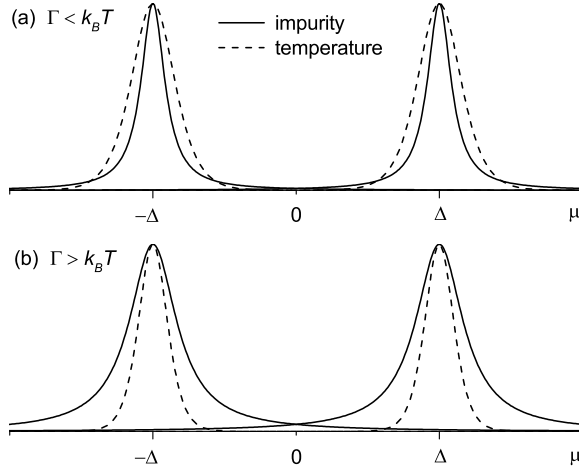 (a) Γ < k_BT
impurity
temperature
−Δ 0 Δ μ
(b) Γ > k_BT
−Δ 0 Δ μ